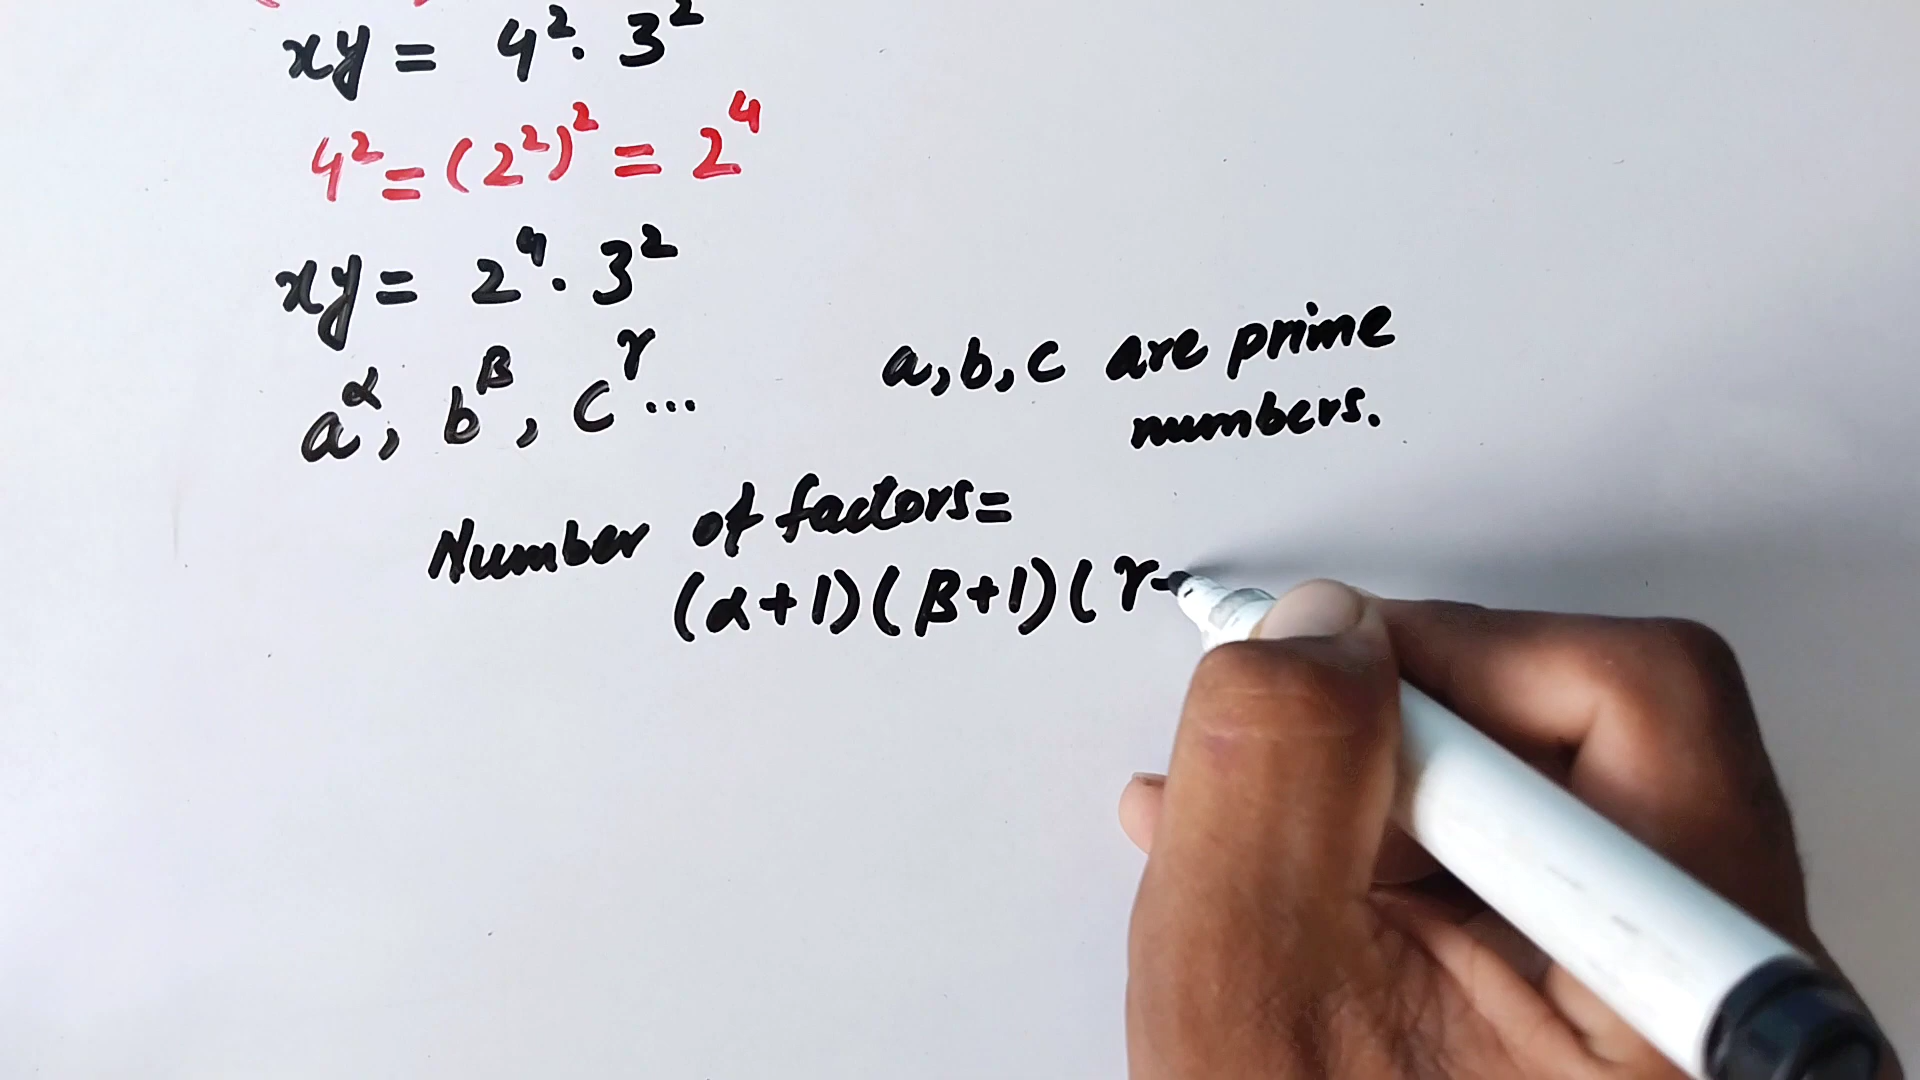 xy = 4². 3²
4² = (2²)² = 2⁴
xy = 2⁴. 3²
a^α, b^β, c^γ ...
a, b, c are prime
numbers.
Number of factors =
(α+1)(β+1)(γ-